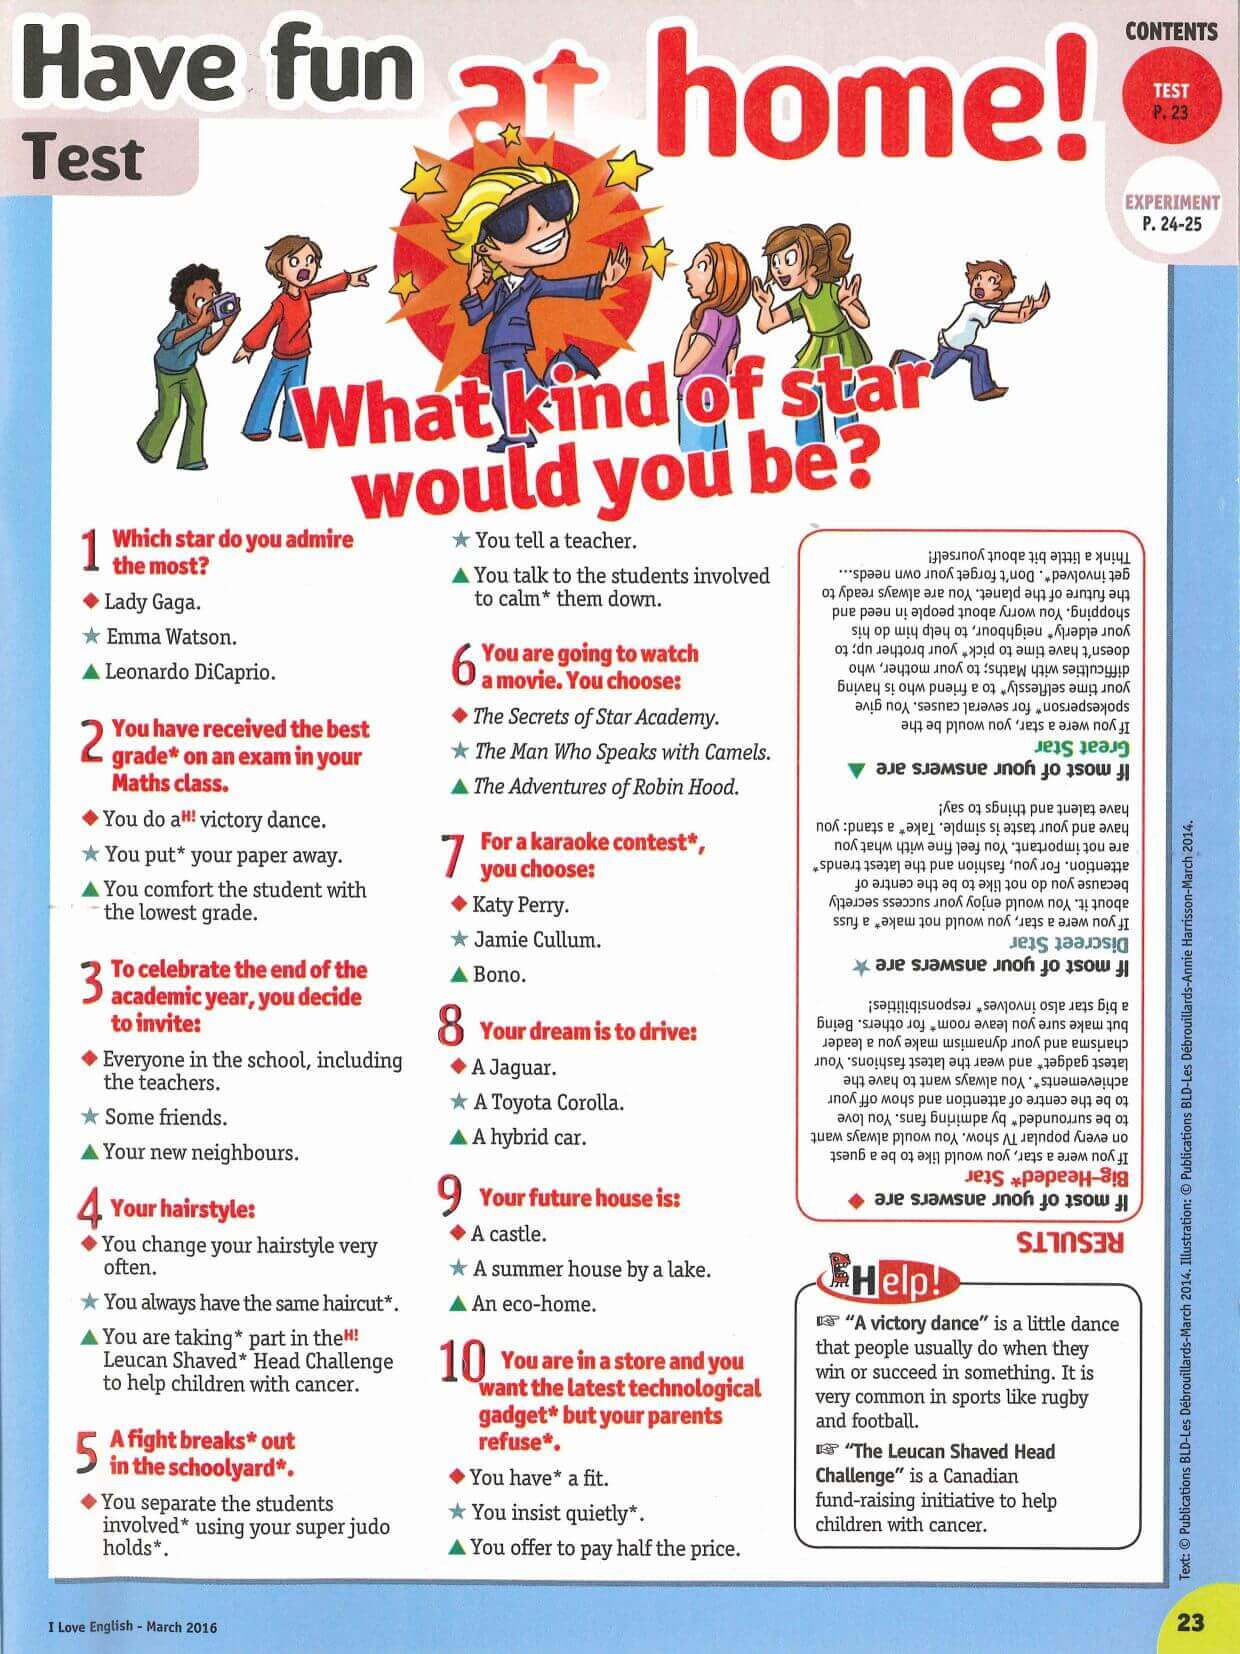 Have fun at home!
Test
CONTENTS
TEST
P. 23
EXPERIMENT
P. 24-25
What kind of star
would you be?
1 Which star do you admire
the most?
◆ Lady Gaga.
★ Emma Watson.
▲ Leonardo DiCaprio.
2 You have received the best
grade* on an exam in your
Maths class.
◆ You do aH! victory dance.
★ You put* your paper away.
▲ You comfort the student with
the lowest grade.
3 To celebrate the end of the
academic year, you decide
to invite:
◆ Everyone in the school, including
the teachers.
★ Some friends.
▲ Your new neighbours.
4 Your hairstyle:
◆ You change your hairstyle very
often.
★ You always have the same haircut*.
▲ You are taking* part in theH!
Leucan Shaved* Head Challenge
to help children with cancer.
5 A fight breaks* out
in the schoolyard*.
◆ You separate the students
involved* using your super judo
holds*.
★ You tell a teacher.
▲ You talk to the students involved
to calm* them down.
6 You are going to watch
a movie. You choose:
◆ The Secrets of Star Academy.
★ The Man Who Speaks with Camels.
▲ The Adventures of Robin Hood.
7 For a karaoke contest*,
you choose:
◆ Katy Perry.
★ Jamie Cullum.
▲ Bono.
8 Your dream is to drive:
◆ A Jaguar.
★ A Toyota Corolla.
▲ A hybrid car.
9 Your future house is:
◆ A castle.
★ A summer house by a lake.
▲ An eco-home.
10 You are in a store and you
want the latest technological
gadget* but your parents
refuse*.
◆ You have* a fit.
★ You insist quietly*.
▲ You offer to pay half the price.
RESULTS
If most of your answers are ◆
Big-Headed* Star
If you were a star, you would like to be a guest
on every popular TV show. You would always want
to be surrounded* by admiring fans. You love
to be the centre of attention and show off your
achievements*. You always want to have the
latest gadget* and wear the latest fashions. Your
charisma and your dynamism make you a leader
but make sure you leave room* for others. Being
a big star also involves* responsibilities!
If most of your answers are ★
Discreet Star
If you were a star, you would not make* a fuss
about it. You would enjoy your success secretly
because you do not like to be the centre of
attention. For you, fashion and the latest trends*
are not important. You feel fine with what you
have and your taste is simple. Take* a stand: you
have talent and things to say!
If most of your answers are ▲
Great Star
If you were a star, you would be the
spokesperson* for several causes. You give
your time selflessly* to a friend who is having
difficulties with Maths; to your mother, who
doesn't have time to pick* your brother up; to
your elderly* neighbour, to help him do his
shopping. You worry about people in need and
the future of the planet. You are always ready to
get involved*. Don't forget your own needs...
Think a little bit about yourself!
Help!
☞ "A victory dance" is a little dance
that people usually do when they
win or succeed in something. It is
very common in sports like rugby
and football.
☞ "The Leucan Shaved Head
Challenge" is a Canadian
fund-raising initiative to help
children with cancer.
Text: © Publications BLD-Les Débrouillards-March 2014. Illustration: © Publications BLD-Les Débrouillards-Annie Harrisson-March 2014.
I Love English - March 2016
23